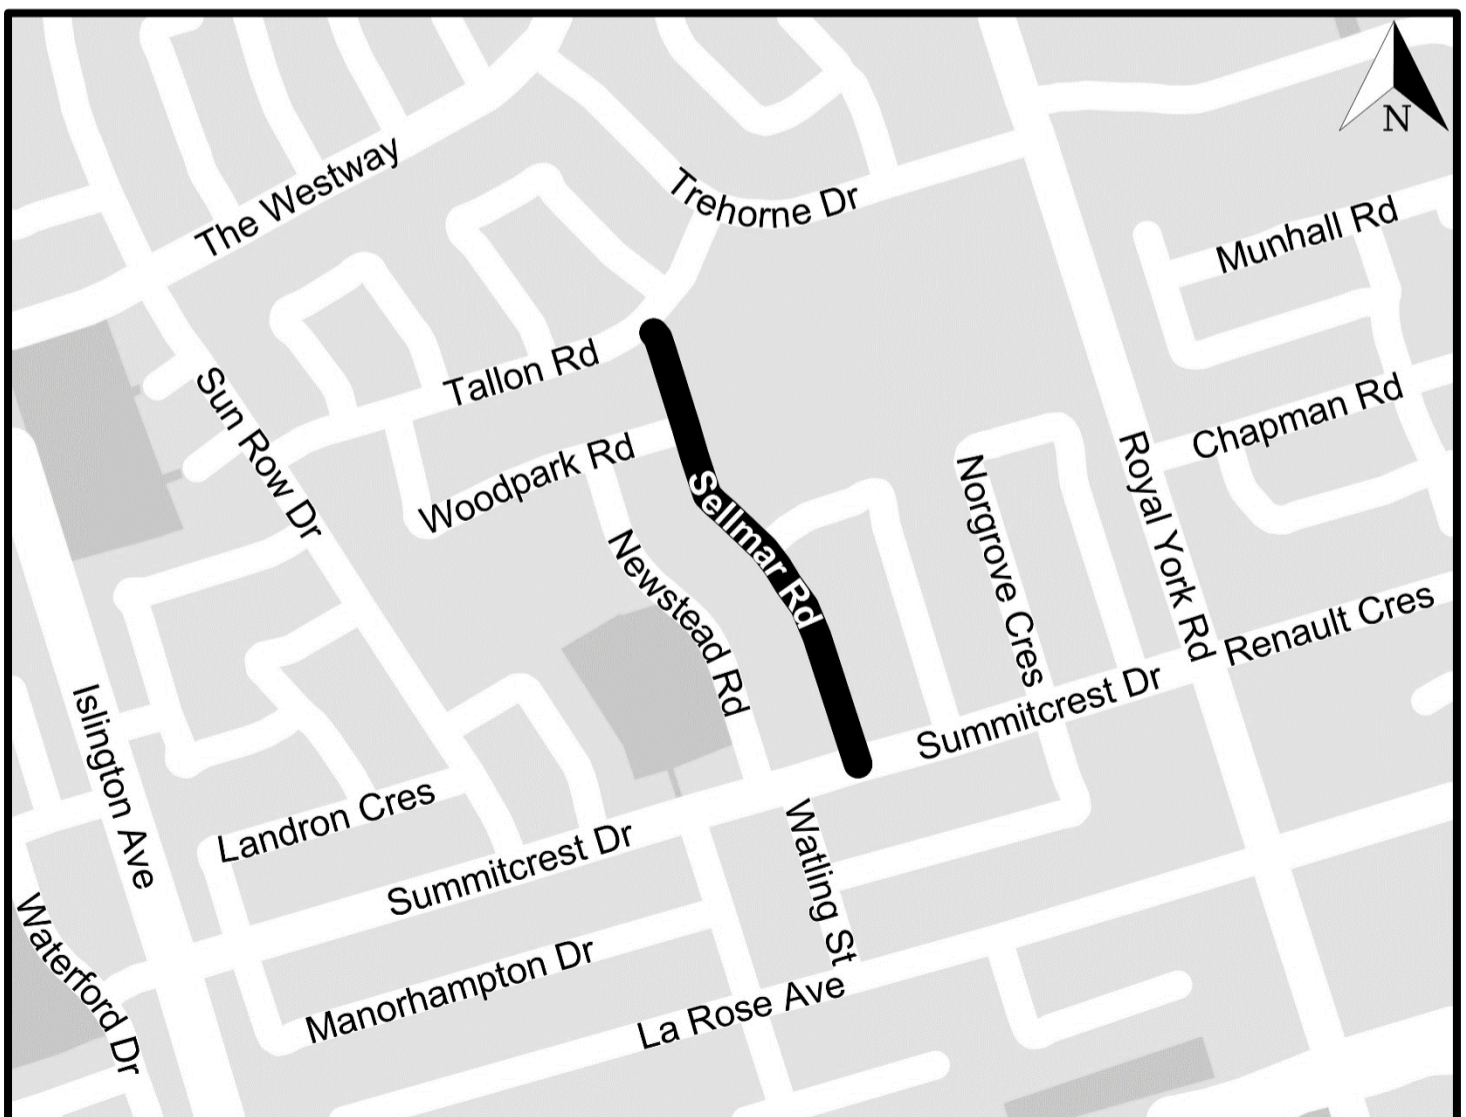 N
The Westway
Trehorne Dr
Munhall Rd
Tallon Rd
Sun Row Dr
Chapman Rd
Woodpark Rd
Royal York Rd
Norgrove Cres
Sellmar Rd
Newstead Rd
Renault Cres
Islington Ave
Summitcrest Dr
Landron Cres
Summitcrest Dr
Watling St
Waterford Dr
Manorhampton Dr
La Rose Ave